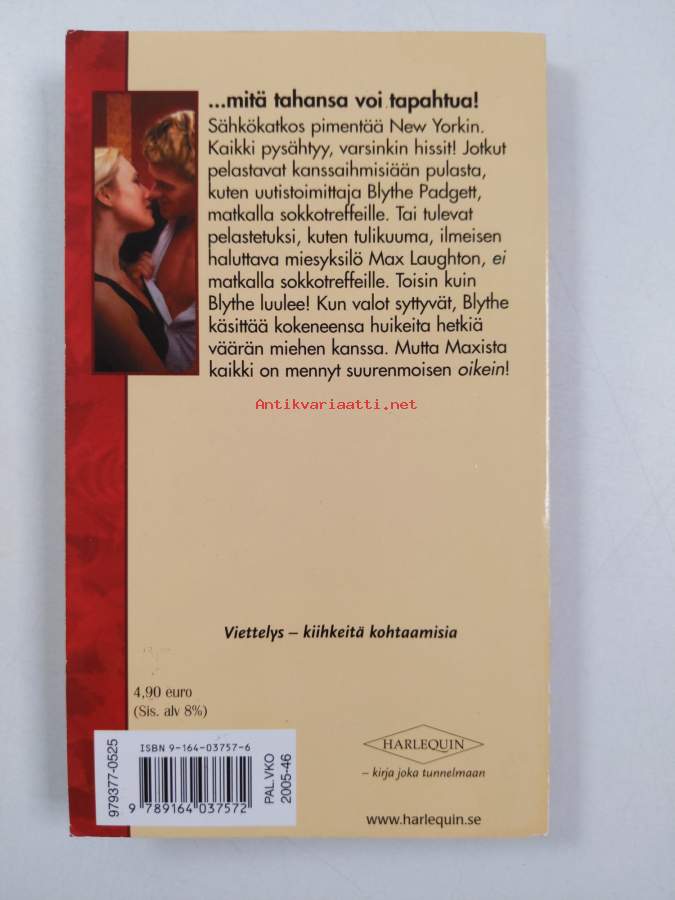 ...mitä tahansa voi tapahtua!
Sähkökatkos pimentää New Yorkin.
Kaikki pysähtyy, varsinkin hissit! Jotkut
pelastavat kanssaihmisiään pulasta,
kuten uutistoimittaja Blythe Padgett,
matkalla sokkotreffeille. Tai tulevat
pelastetuksi, kuten tulikuuma, ilmeisen
haluttava miesyksilö Max Laughton, ei
matkalla sokkotreffeille. Toisin kuin
Blythe luulee! Kun valot syttyvät, Blythe
käsittää kokeneensa huikeita hetkiä
väärän miehen kanssa. Mutta Maxista
kaikki on mennyt suurenmoisen oikein!
Antikvariaatti.net
Viettelys – kiihkeitä kohtaamisia
4,90 euro
(Sis. alv 8%)
979377-0525
ISBN 9-164-03757-6
9 789164 037572
PAL.VKO
2005-46
HARLEQUIN
– kirja joka tunnelmaan
www.harlequin.se